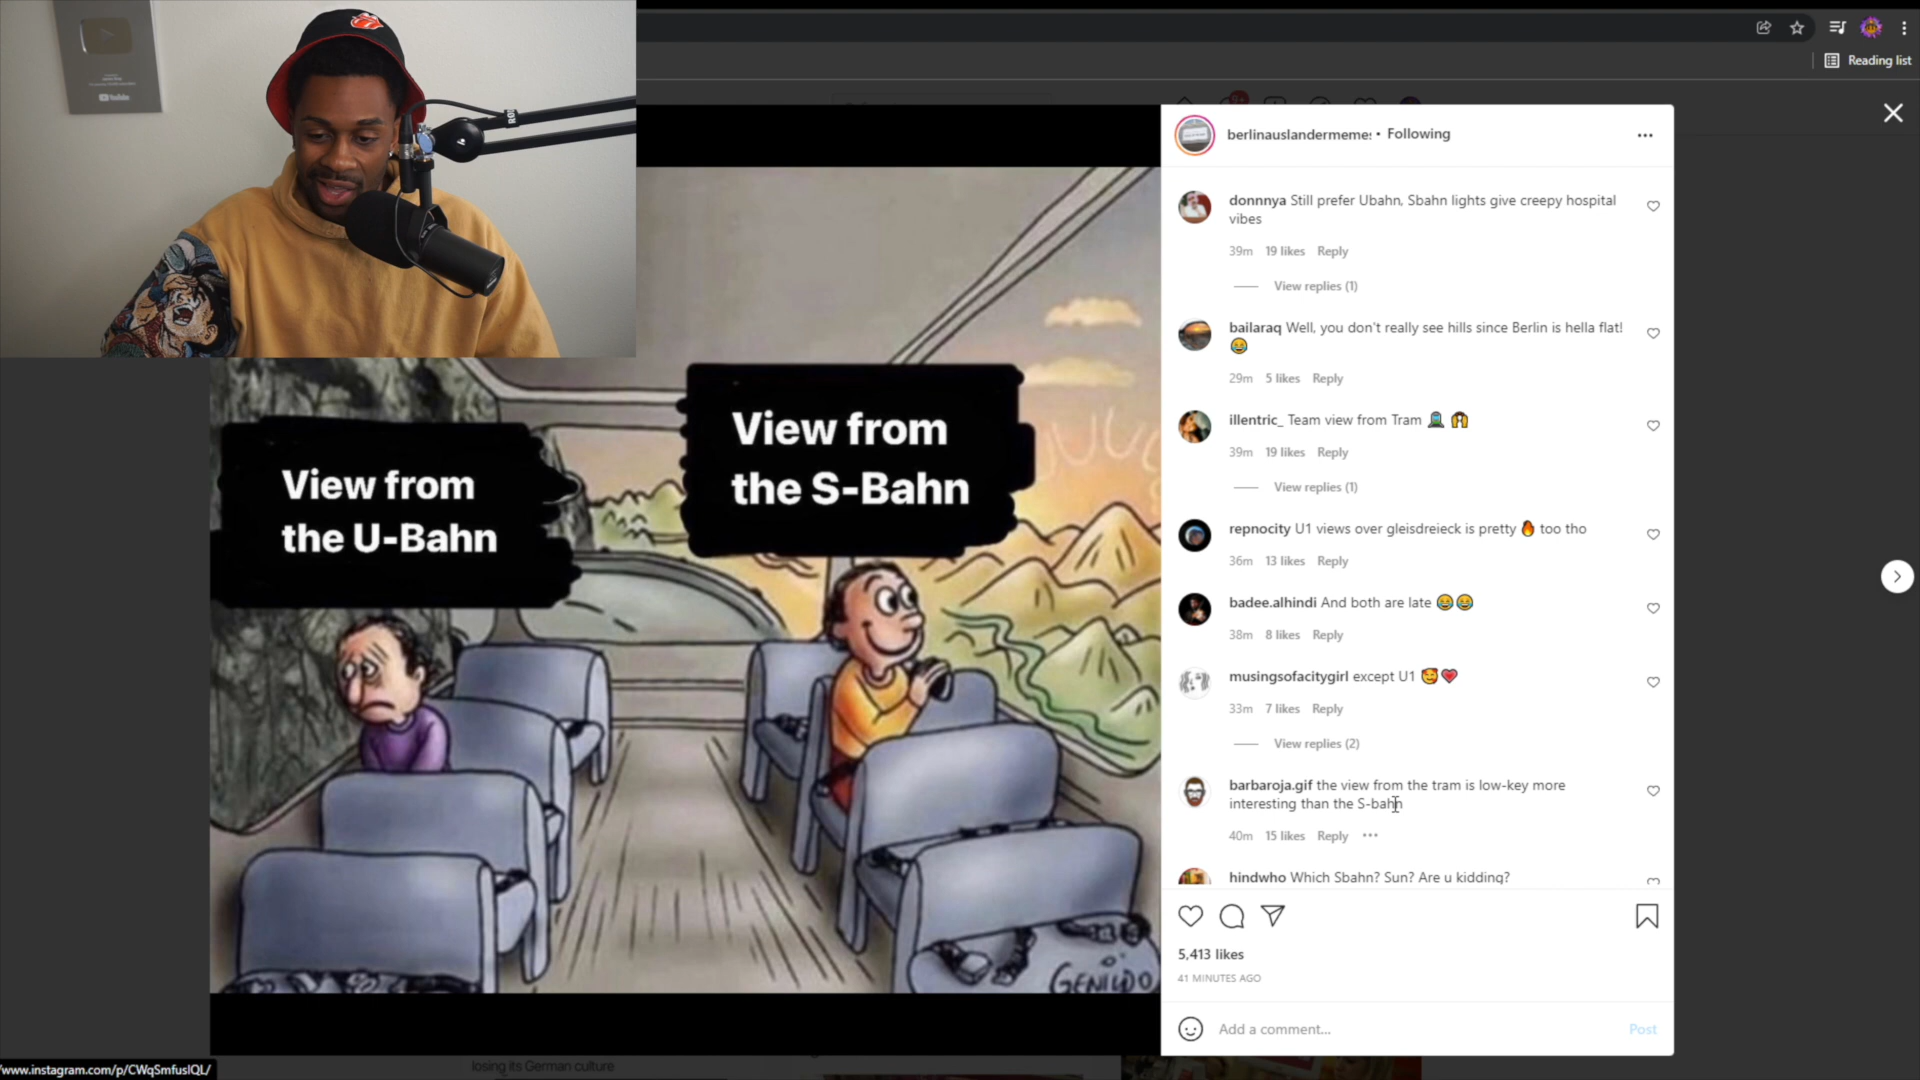 YouTube
Reading list
berlinauslandermeme: • Following
donnnya Still prefer Ubahn, Sbahn lights give creepy hospital
vibes
39m 19 likes Reply
View replies (1)
bailaraq Well, you don't really see hills since Berlin is hella flat!
😂
29m 5 likes Reply
illentric_ Team view from Tram 🚊 🙌
39m 19 likes Reply
View replies (1)
repnocity U1 views over gleisdreieck is pretty 🔥 too tho
36m 13 likes Reply
badee.alhindi And both are late 😂😂
38m 8 likes Reply
musingsofacitygirl except U1 🥰💗
33m 7 likes Reply
View replies (2)
barbaroja.gif the view from the tram is low-key more
interesting than the S-bahn
40m 15 likes Reply
hindwho Which Sbahn? Sun? Are u kidding?
5,413 likes
41 MINUTES AGO
Add a comment... Post
View from
the U-Bahn
View from
the S-Bahn
GENILDO
losing its German culture
/www.instagram.com/p/CWqSmfusIQL/